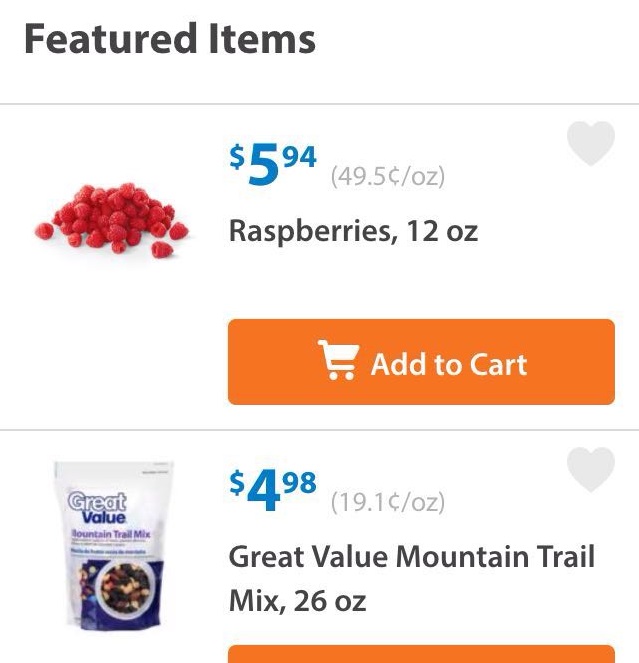 Featured Items
$5.94 (49.5¢/oz)
Raspberries, 12 oz
Add to Cart
$4.98 (19.1¢/oz)
Great Value Mountain Trail
Mix, 26 oz
Great
Value
Mountain Trail Mix